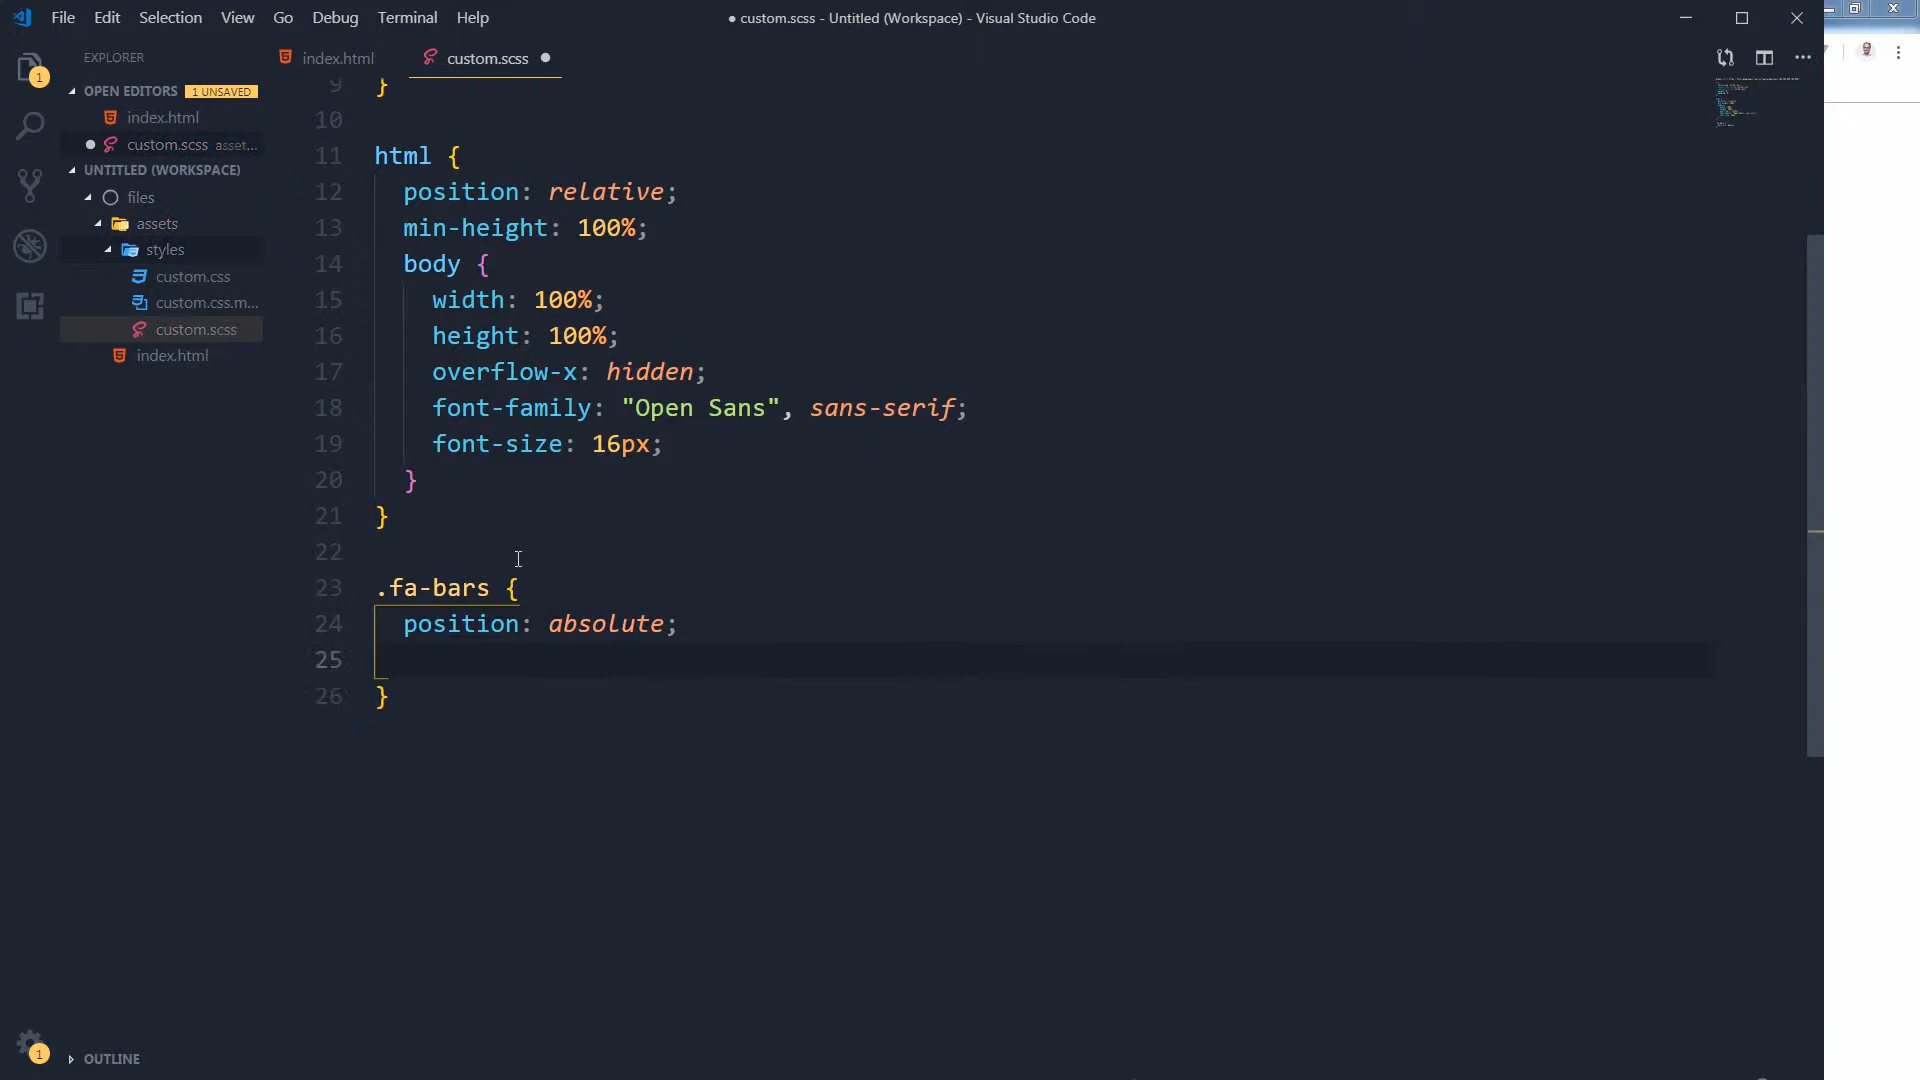 File Edit Selection View Go Debug Terminal Help
● custom.scss - Untitled (Workspace) - Visual Studio Code
EXPLORER
OPEN EDITORS 1 UNSAVED
index.html
custom.scss asset...
UNTITLED (WORKSPACE)
files
assets
styles
custom.css
custom.css.m...
custom.scss
index.html
OUTLINE
1
1
index.html custom.scss
9 }
10
11 html {
12 position: relative;
13 min-height: 100%;
14 body {
15 width: 100%;
16 height: 100%;
17 overflow-x: hidden;
18 font-family: "Open Sans", sans-serif;
19 font-size: 16px;
20 }
21 }
22
23 .fa-bars {
24 position: absolute;
25
26 }